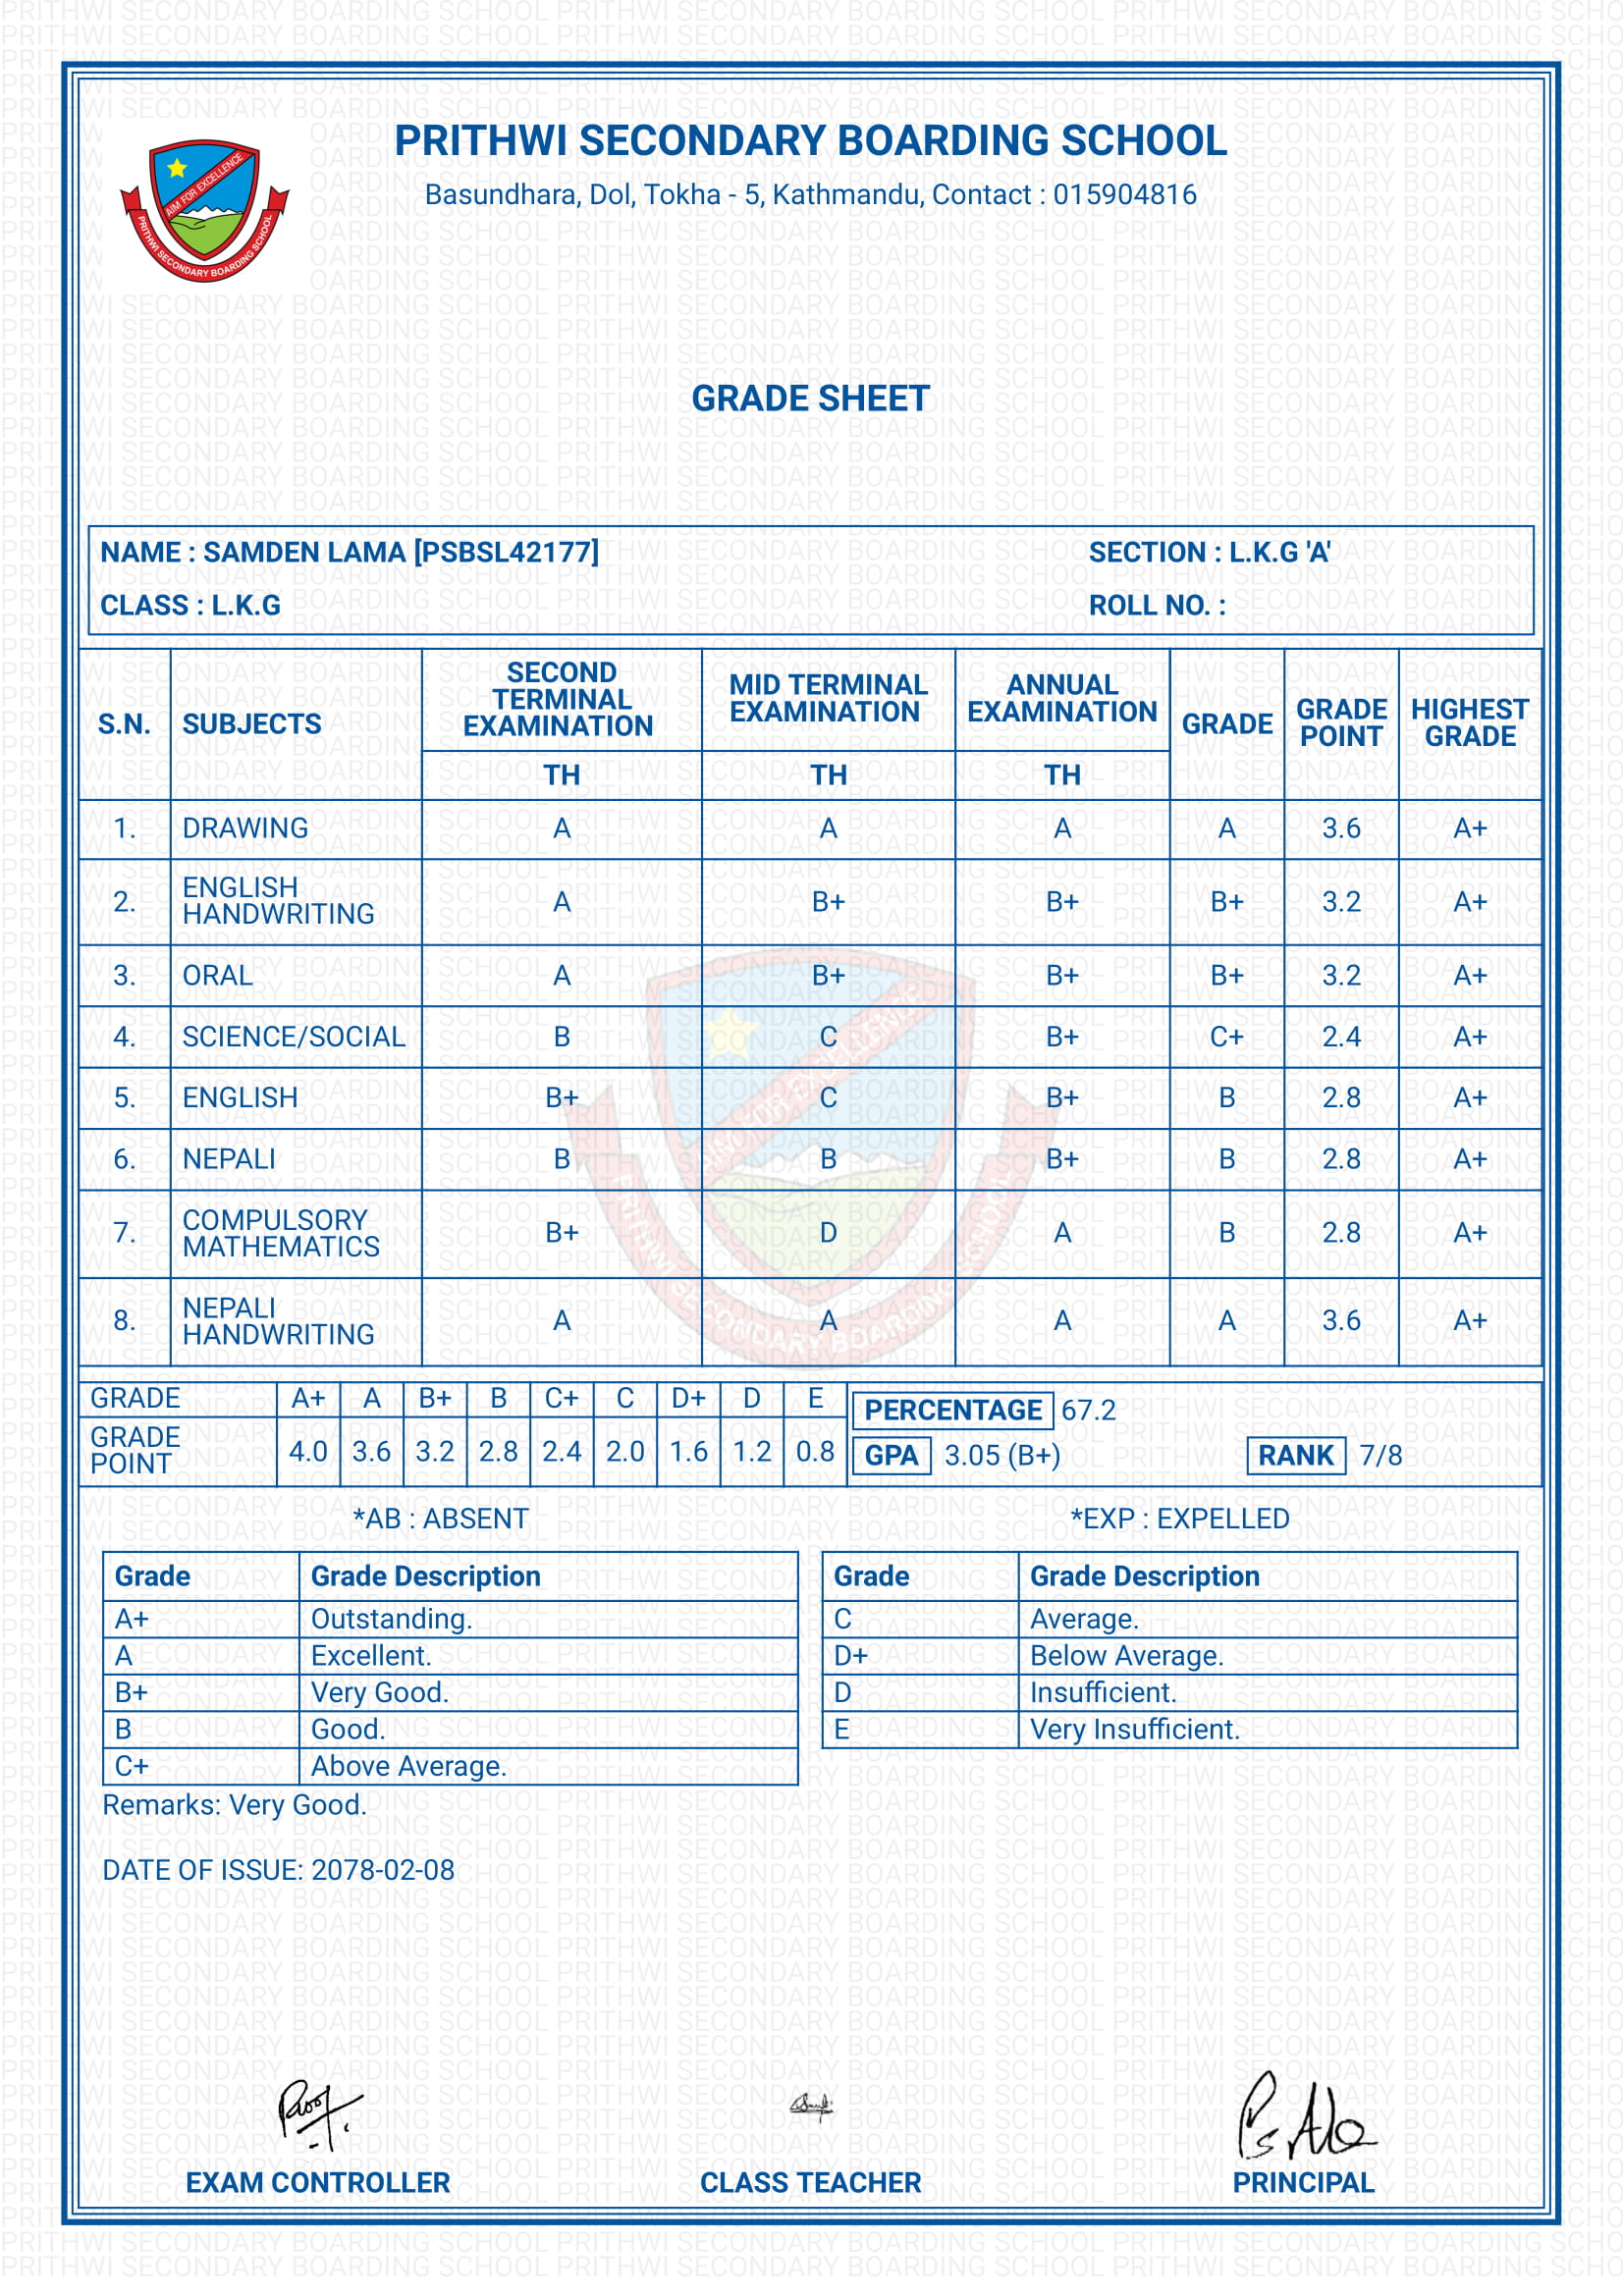 PRITHWI SECONDARY BOARDING SCHOOL
Basundhara, Dol, Tokha - 5, Kathmandu, Contact : 015904816
AIM FOR EXCELLENCE
PRITHWI SECONDARY BOARDING SCHOOL
GRADE SHEET
NAME : SAMDEN LAMA [PSBSL42177] SECTION : L.K.G 'A'
CLASS : L.K.G ROLL NO. :
S.N. SUBJECTS SECOND TERMINAL EXAMINATION MID TERMINAL EXAMINATION ANNUAL EXAMINATION GRADE GRADE POINT HIGHEST GRADE
TH TH TH
1. DRAWING A A A A 3.6 A+
2. ENGLISH HANDWRITING A B+ B+ B+ 3.2 A+
3. ORAL A B+ B+ B+ 3.2 A+
4. SCIENCE/SOCIAL B C B+ C+ 2.4 A+
5. ENGLISH B+ C B+ B 2.8 A+
6. NEPALI B B B+ B 2.8 A+
7. COMPULSORY MATHEMATICS B+ D A B 2.8 A+
8. NEPALI HANDWRITING A A A A 3.6 A+
GRADE A+ A B+ B C+ C D+ D E
GRADE POINT 4.0 3.6 3.2 2.8 2.4 2.0 1.6 1.2 0.8
PERCENTAGE 67.2
GPA 3.05 (B+) RANK 7/8
*AB : ABSENT *EXP : EXPELLED
Grade Grade Description
A+ Outstanding.
A Excellent.
B+ Very Good.
B Good.
C+ Above Average.
Grade Grade Description
C Average.
D+ Below Average.
D Insufficient.
E Very Insufficient.
Remarks: Very Good.
DATE OF ISSUE: 2078-02-08
EXAM CONTROLLER CLASS TEACHER PRINCIPAL